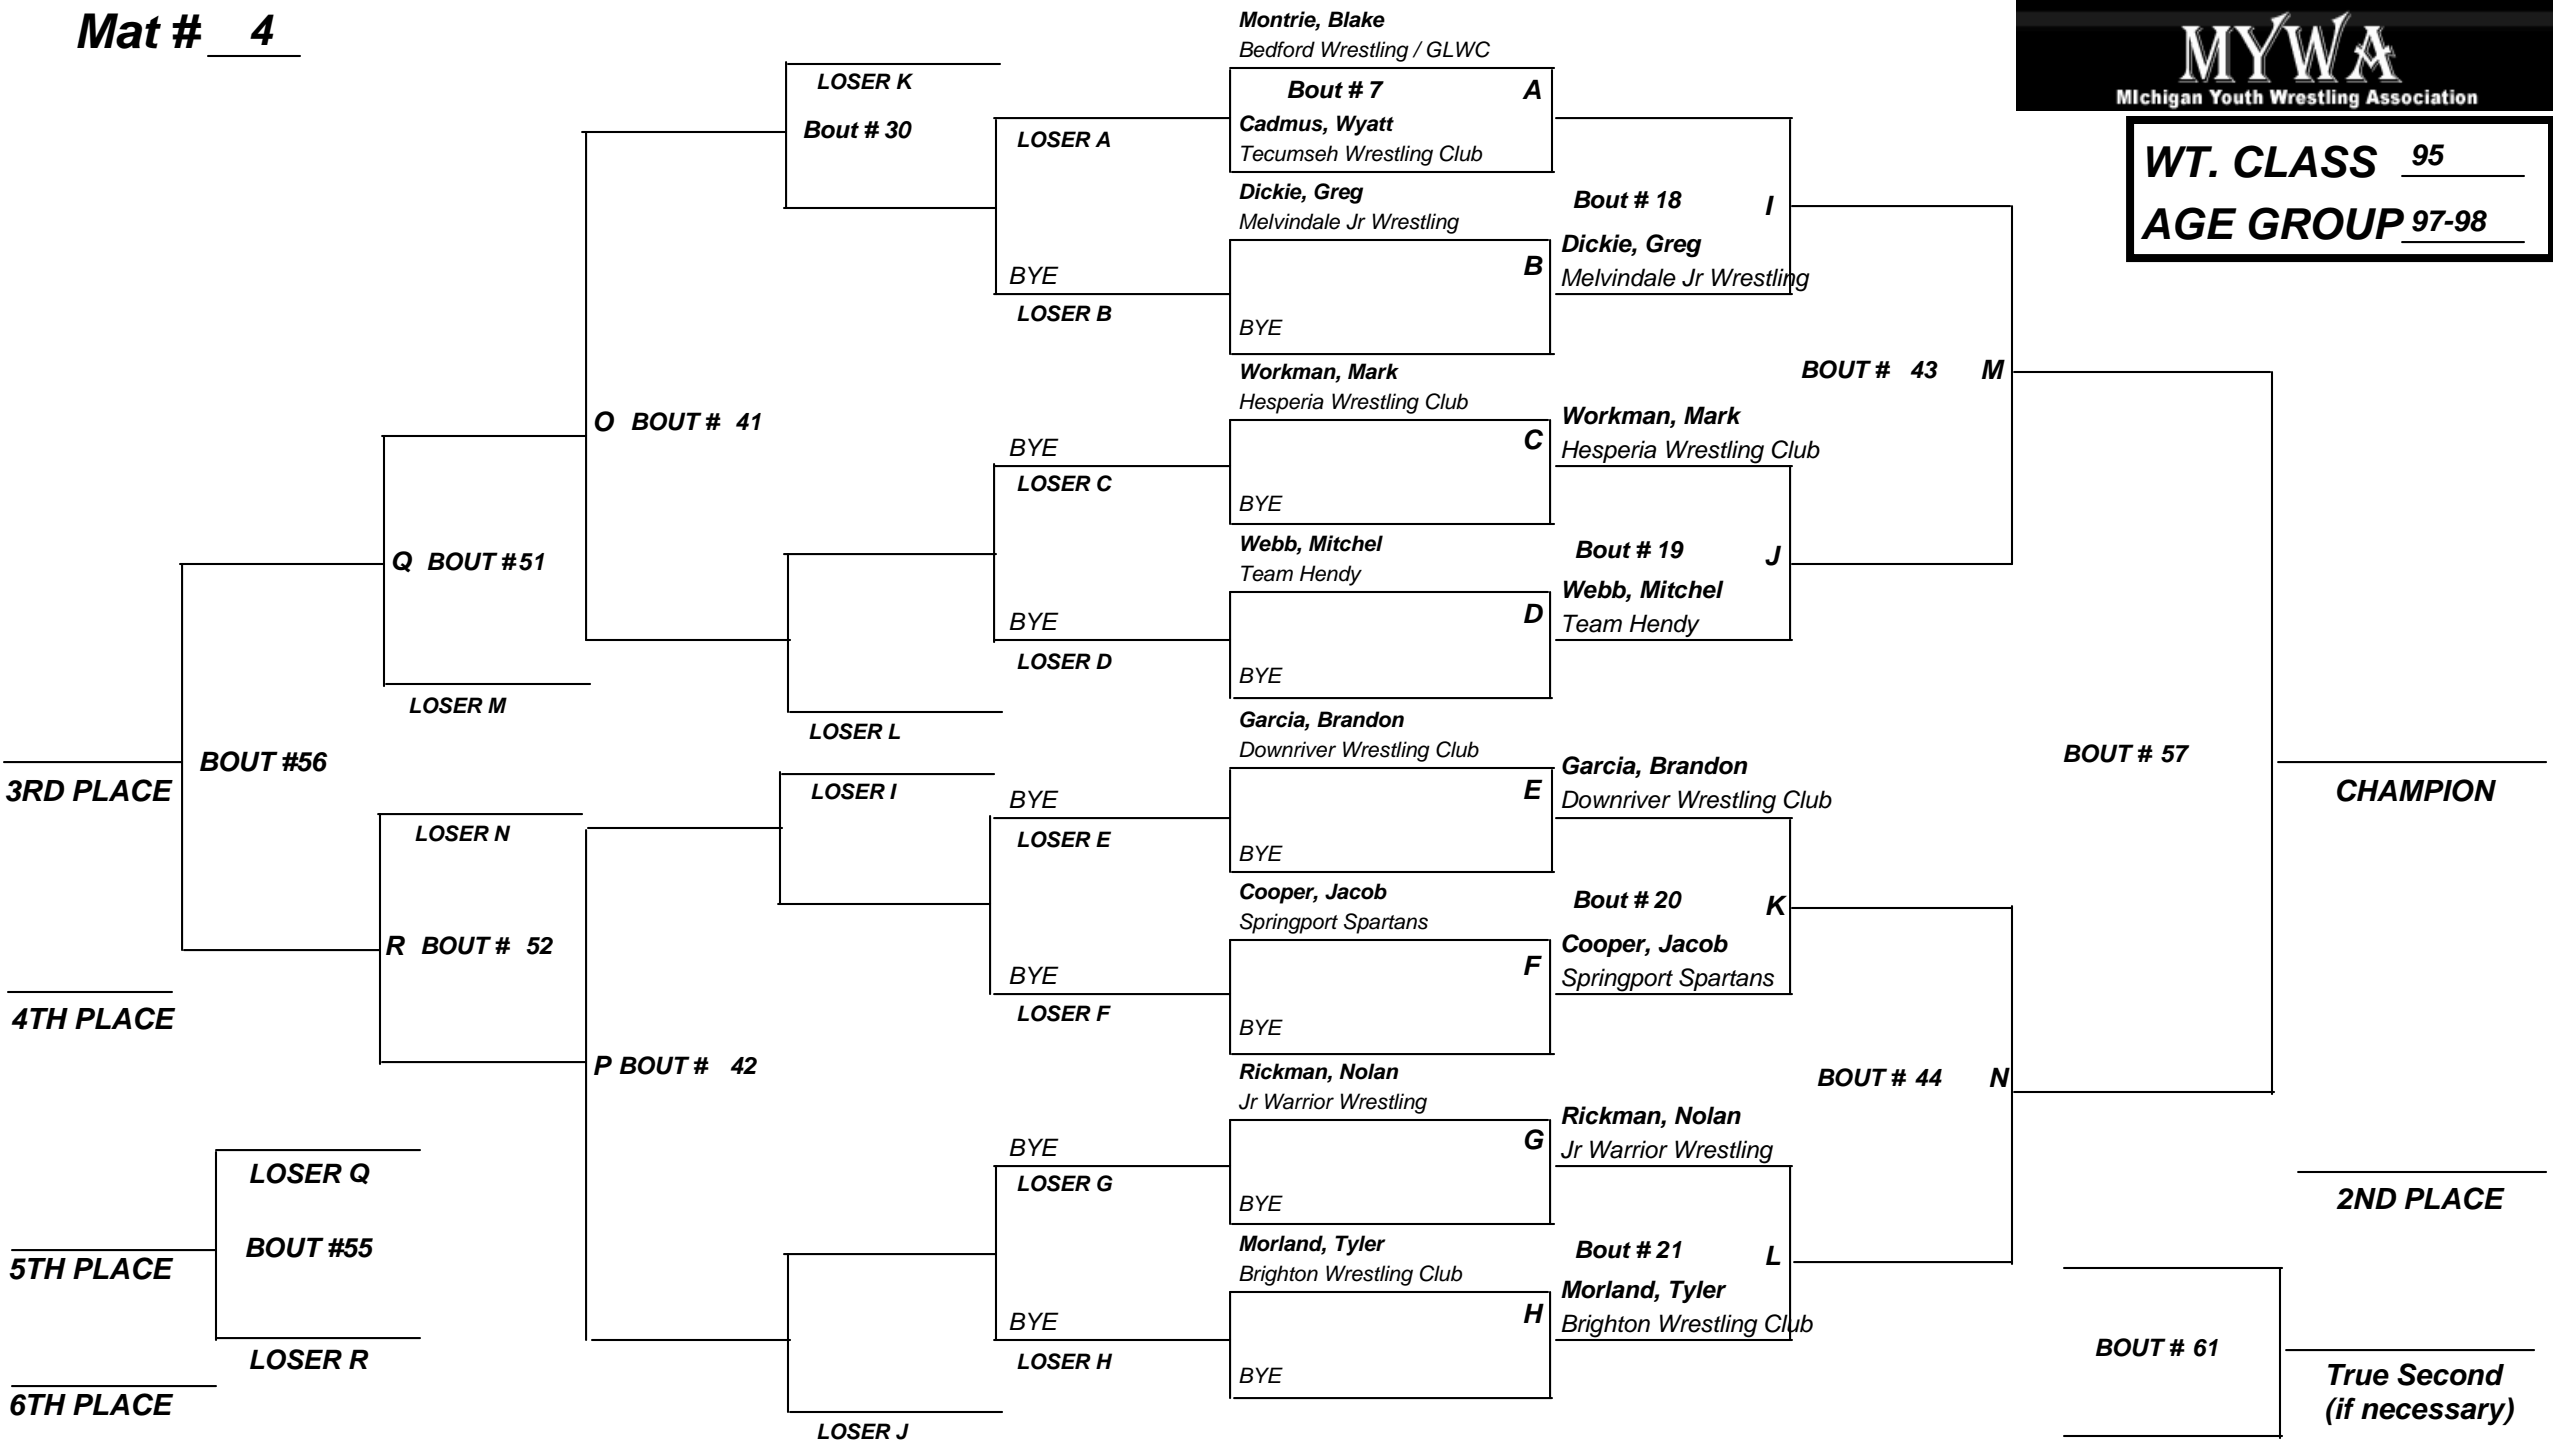 Mat # 4
MYWA
MIchigan Youth Wrestling Association
WT. CLASS 95
AGE GROUP 97-98
Montrie, Blake
Bedford Wrestling / GLWC
Bout # 7 A
Cadmus, Wyatt
Tecumseh Wrestling Club
Dickie, Greg
Melvindale Jr Wrestling
B
BYE
Workman, Mark
Hesperia Wrestling Club
C
BYE
Webb, Mitchel
Team Hendy
D
BYE
Garcia, Brandon
Downriver Wrestling Club
E
BYE
Cooper, Jacob
Springport Spartans
F
BYE
Rickman, Nolan
Jr Warrior Wrestling
G
BYE
Morland, Tyler
Brighton Wrestling Club
H
BYE
Bout # 18 I
Dickie, Greg
Melvindale Jr Wrestling
Workman, Mark
Hesperia Wrestling Club
Bout # 19 J
Webb, Mitchel
Team Hendy
Garcia, Brandon
Downriver Wrestling Club
Bout # 20 K
Cooper, Jacob
Springport Spartans
Rickman, Nolan
Jr Warrior Wrestling
Bout # 21 L
Morland, Tyler
Brighton Wrestling Club
BOUT # 43 M
BOUT # 44 N
BOUT # 57
CHAMPION
2ND PLACE
BOUT # 61
True Second
(if necessary)
LOSER A
BYE
LOSER B
BYE
LOSER C
BYE
LOSER D
BYE
LOSER E
BYE
LOSER F
BYE
LOSER G
BYE
LOSER H
LOSER K
Bout # 30
LOSER L
LOSER I
LOSER J
O BOUT # 41
P BOUT # 42
Q BOUT #51
LOSER M
LOSER N
R BOUT # 52
BOUT #56
3RD PLACE
4TH PLACE
LOSER Q
BOUT #55
5TH PLACE
LOSER R
6TH PLACE